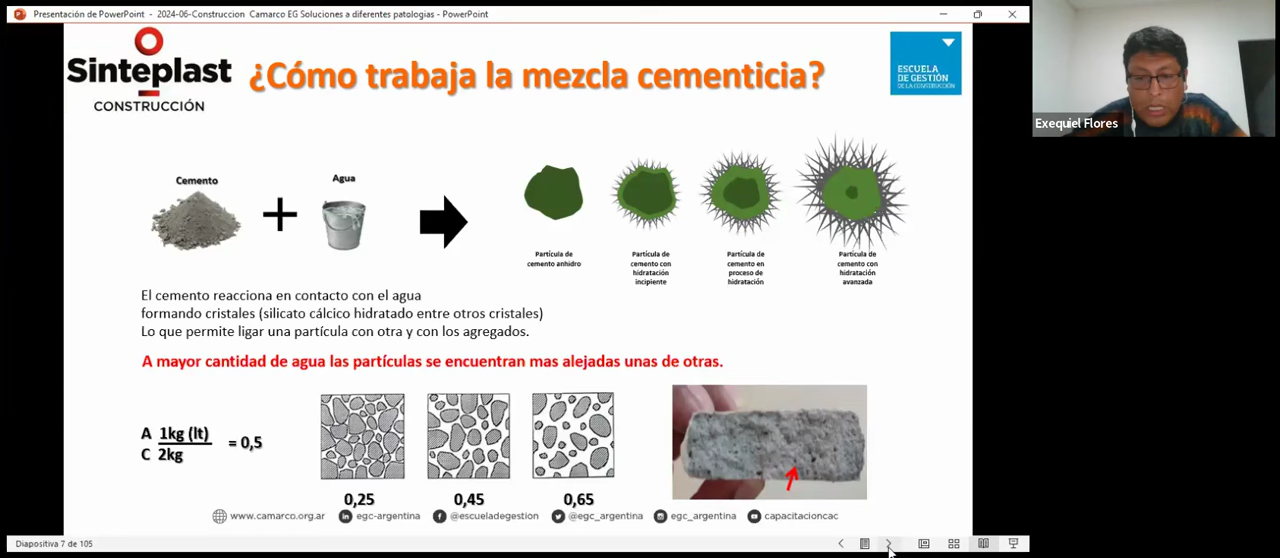 Presentación de PowerPoint - 2024-06-Construccion Camarco EG Soluciones a diferentes patologias - PowerPoint
Sinteplast
CONSTRUCCIÓN
¿Cómo trabaja la mezcla cementicia?
ESCUELA
DE GESTIÓN
DE LA CONSTRUCCIÓN
Exequiel Flores
Cemento
Agua
Partícula de
cemento anhidro
Partícula de
cemento con
hidratación
incipiente
Partícula de
cemento en
proceso de
hidratación
Partícula de
cemento con
hidratación
avanzada
El cemento reacciona en contacto con el agua
formando cristales (silicato cálcico hidratado entre otros cristales)
Lo que permite ligar una partícula con otra y con los agregados.
A mayor cantidad de agua las partículas se encuentran mas alejadas unas de otras.
A 1kg (lt)
C 2kg
= 0,5
0,25
0,45
0,65
www.camarco.org.ar
egc-argentina
@escueladegestion
@egc_argentina
egc_argentina
capacitacioncac
Diapositiva 7 de 105